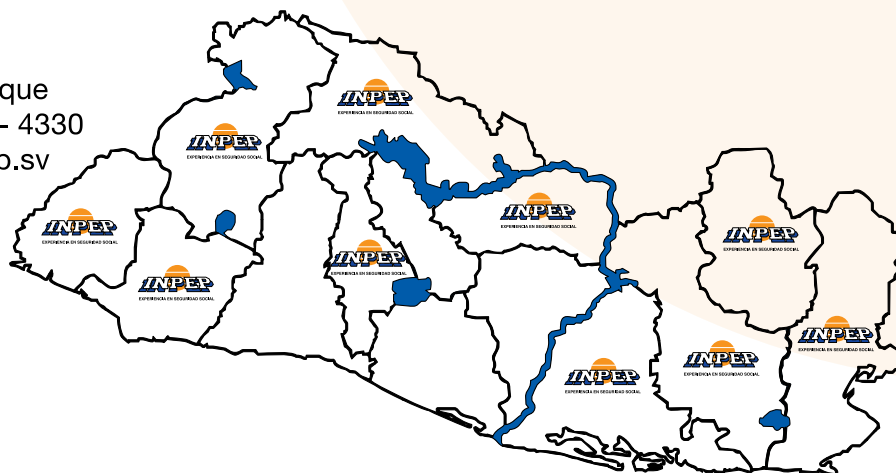 que
- 4330
o.sv
INPEP
EXPERIENCIA EN SEGURIDAD SOCIAL
INPEP
EXPERIENCIA EN SEGURIDAD SOCIAL
INPEP
EXPERIENCIA EN SEGURIDAD SOCIAL
INPEP
EXPERIENCIA EN SEGURIDAD SOCIAL
INPEP
EXPERIENCIA EN SEGURIDAD SOCIAL
INPEP
EXPERIENCIA EN SEGURIDAD SOCIAL
INPEP
EXPERIENCIA EN SEGURIDAD SOCIAL
INPEP
EXPERIENCIA EN SEGURIDAD SOCIAL
INPEP
EXPERIENCIA EN SEGURIDAD SOCIAL
INPEP
EXPERIENCIA EN SEGURIDAD SOCIAL